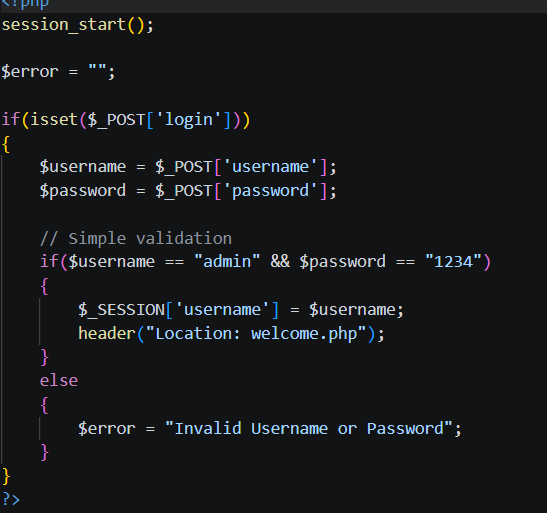 <?php
session_start();

$error = "";

if(isset($_POST['login']))
{
    $username = $_POST['username'];
    $password = $_POST['password'];

    // Simple validation
    if($username == "admin" && $password == "1234")
    {
        $_SESSION['username'] = $username;
        header("Location: welcome.php");
    }
    else
    {
        $error = "Invalid Username or Password";
    }
}
?>